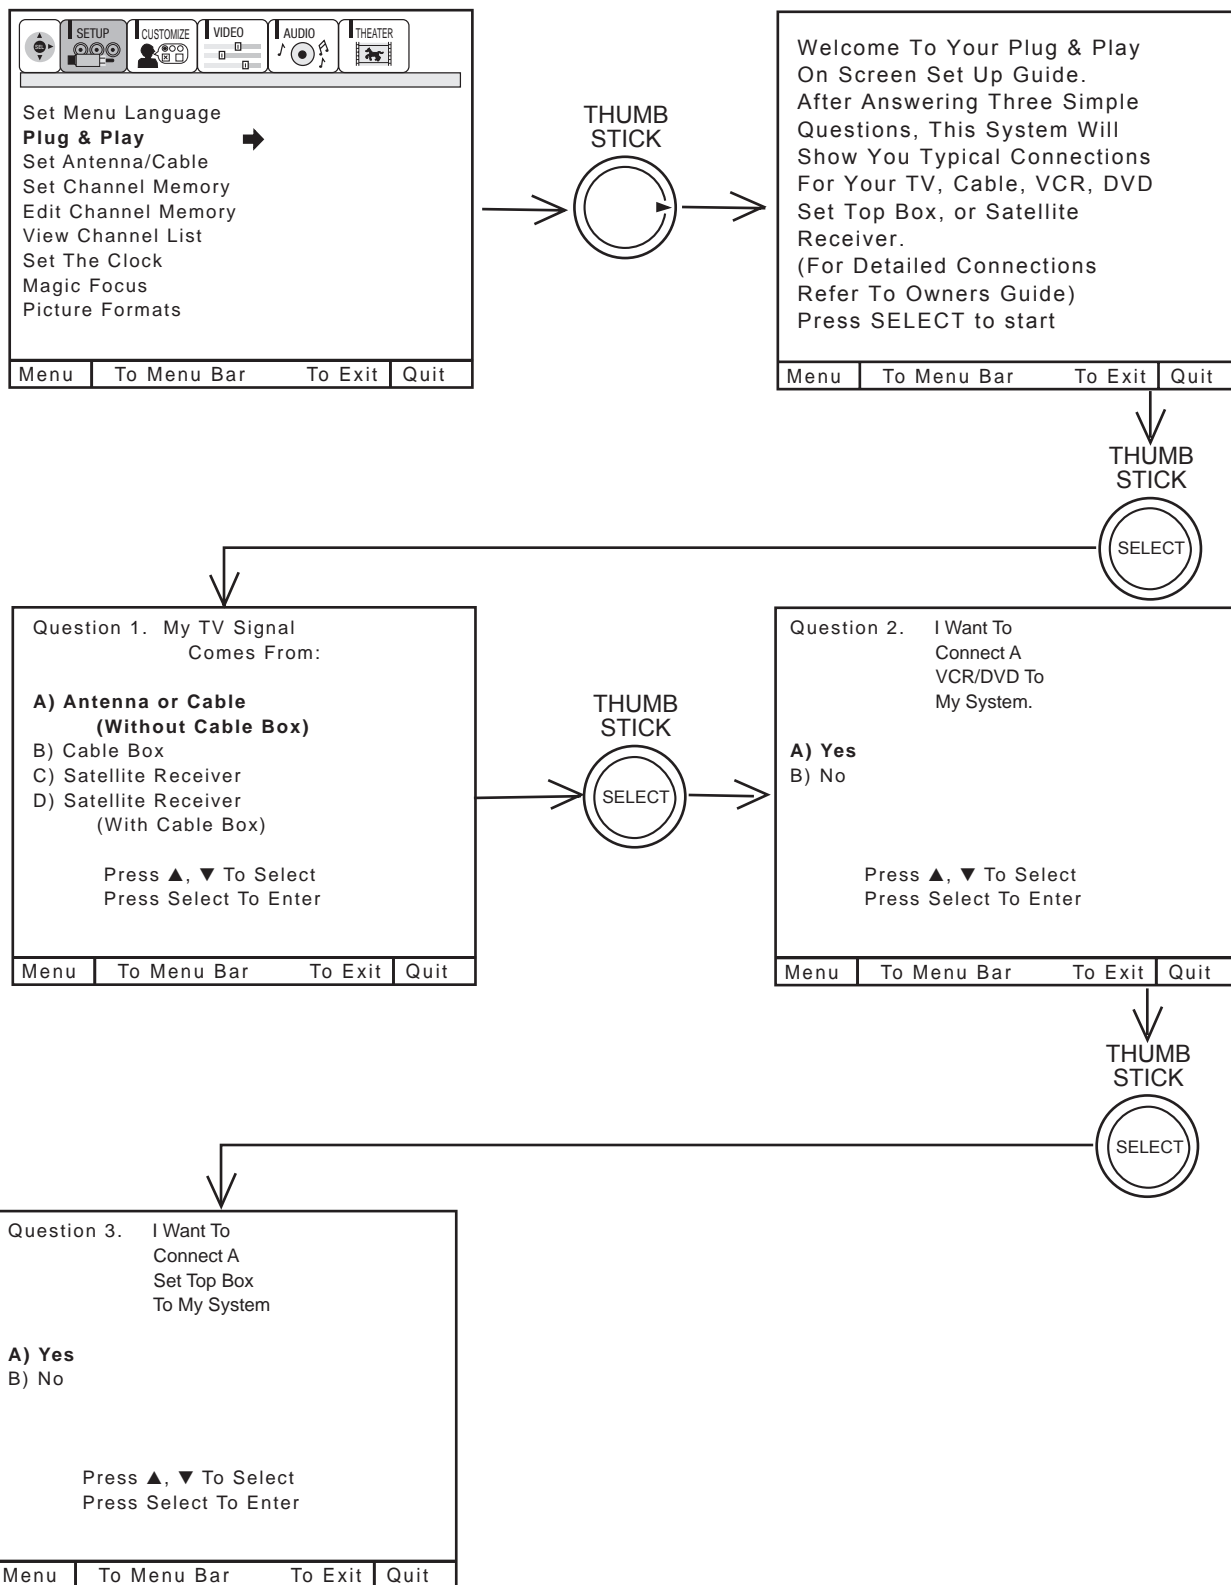 SEL
SETUP
CUSTOMIZE
VIDEO
AUDIO
THEATER
Set Menu Language
Plug & Play
Set Antenna/Cable
Set Channel Memory
Edit Channel Memory
View Channel List
Set The Clock
Magic Focus
Picture Formats
Menu To Menu Bar To Exit Quit
THUMB
STICK
Welcome To Your Plug & Play
On Screen Set Up Guide.
After Answering Three Simple
Questions, This System Will
Show You Typical Connections
For Your TV, Cable, VCR, DVD
Set Top Box, or Satellite
Receiver.
(For Detailed Connections
Refer To Owners Guide)
Press SELECT to start
Menu To Menu Bar To Exit Quit
THUMB
STICK
SELECT
Question 1. My TV Signal
Comes From:
A) Antenna or Cable
(Without Cable Box)
B) Cable Box
C) Satellite Receiver
D) Satellite Receiver
(With Cable Box)
Press ▲, ▼ To Select
Press Select To Enter
Menu To Menu Bar To Exit Quit
THUMB
STICK
SELECT
Question 2. I Want To
Connect A
VCR/DVD To
My System.
A) Yes
B) No
Press ▲, ▼ To Select
Press Select To Enter
Menu To Menu Bar To Exit Quit
THUMB
STICK
SELECT
Question 3. I Want To
Connect A
Set Top Box
To My System
A) Yes
B) No
Press ▲, ▼ To Select
Press Select To Enter
Menu To Menu Bar To Exit Quit